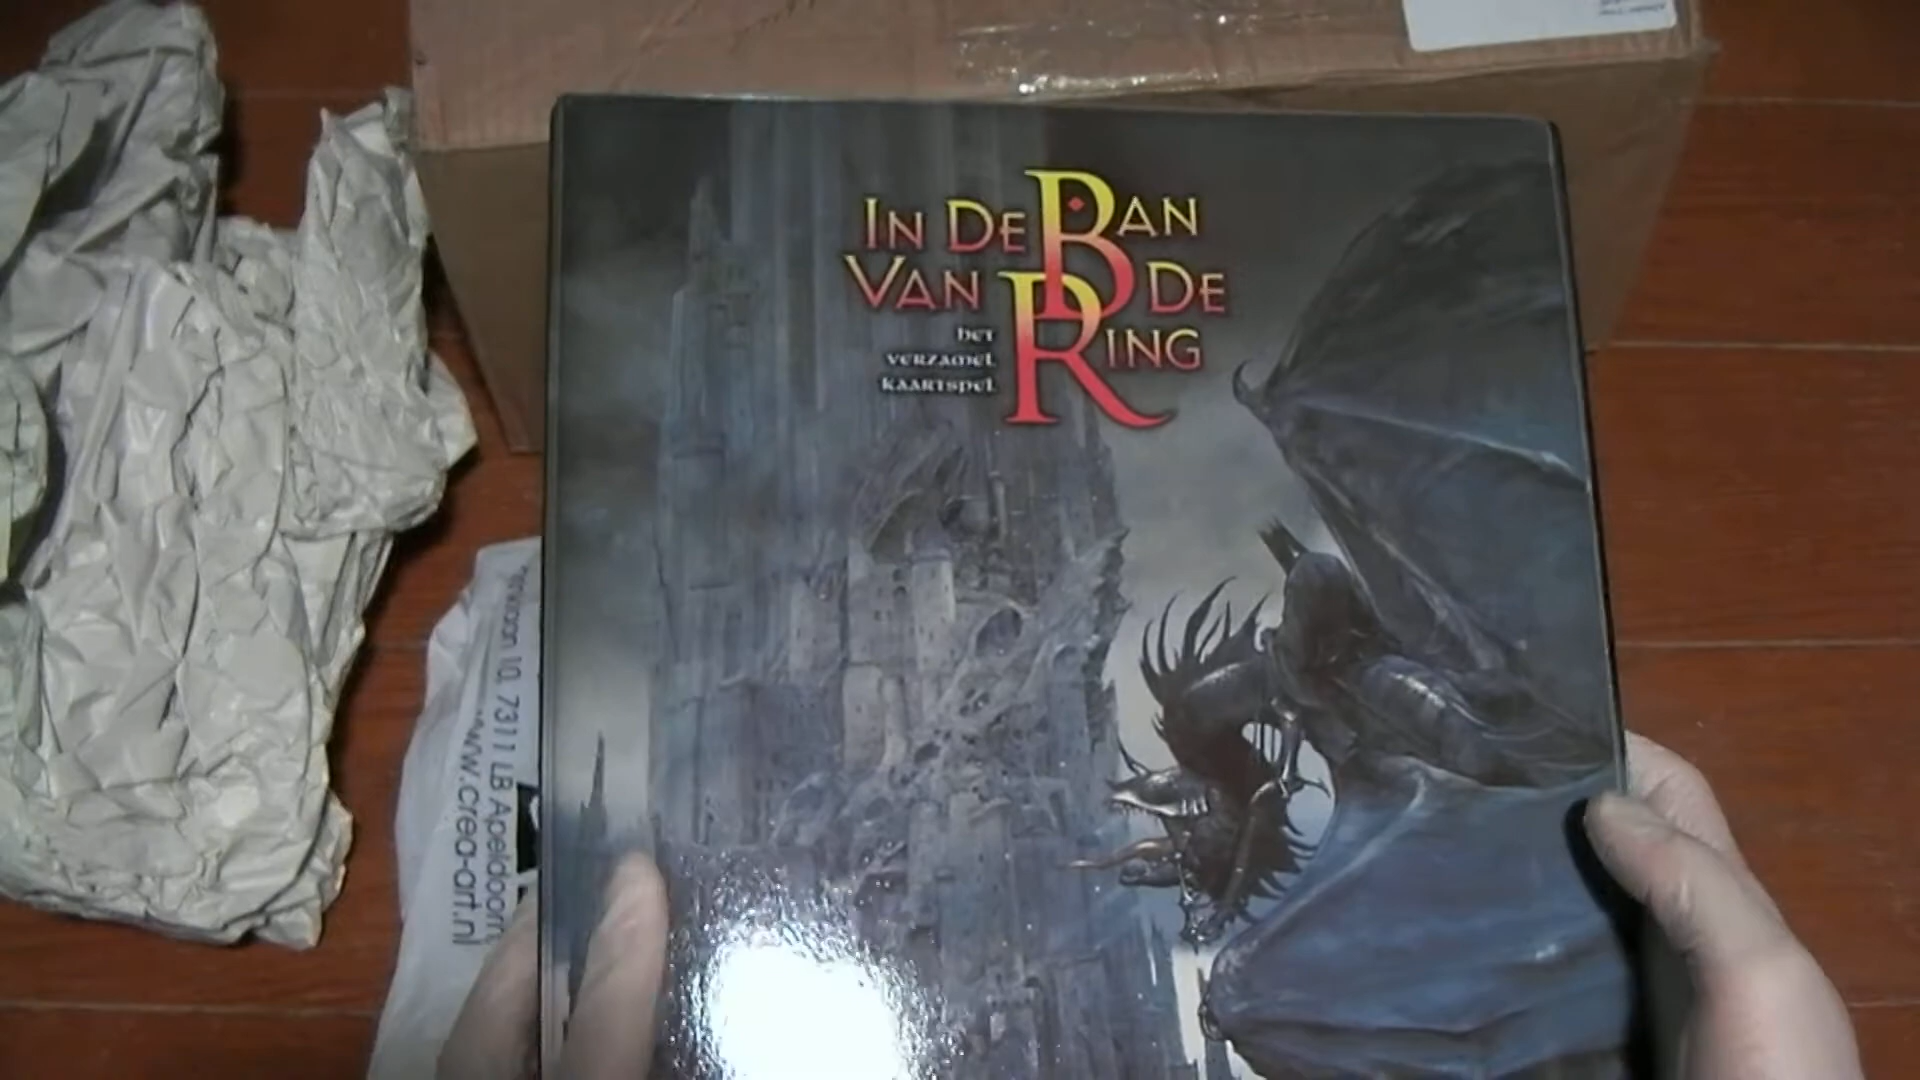 IN DE BAN
VAN DE
RING
HET
VERZAMEL
KAARTSPEL
10, 7311 LB Apeldoorn,
www.crea-art.nl